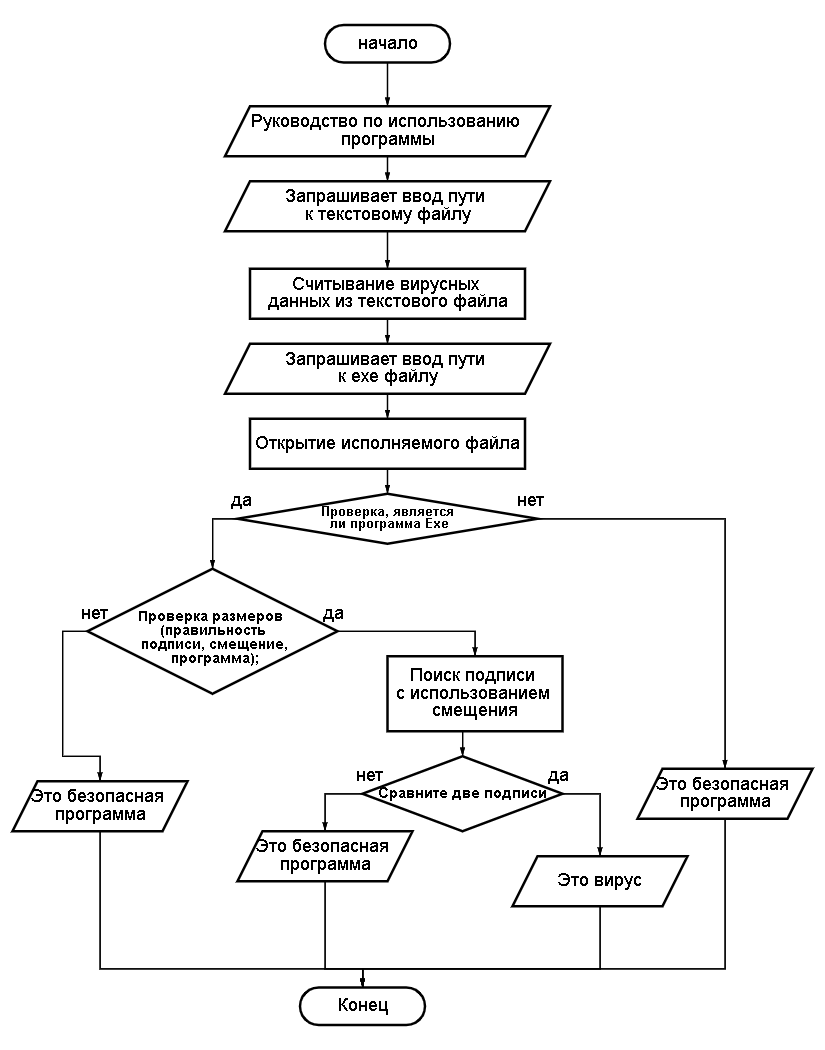 начало
Руководство по использованию
программы
Запрашивает ввод пути
к текстовому файлу
Считывание вирусных
данных из текстового файла
Запрашивает ввод пути
к exe файлу
Открытие исполняемого файла
да
нет
Проверка, является
ли программа Exe
нет
да
Проверка размеров
(правильность
подписи, смещение,
программа);
Поиск подписи
с использованием
смещения
нет
да
Сравните две подписи
Это безопасная
программа
Это безопасная
программа
Это безопасная
программа
Это вирус
Конец